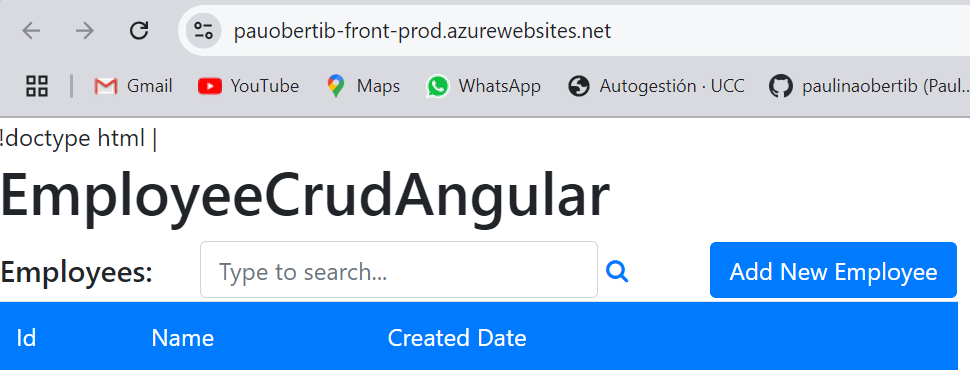 pauobertib-front-prod.azurewebsites.net
Gmail YouTube Maps WhatsApp Autogestión · UCC paulinaobertib (Paul...
!doctype html |
EmployeeCrudAngular
Employees: Type to search... Add New Employee
Id Name Created Date